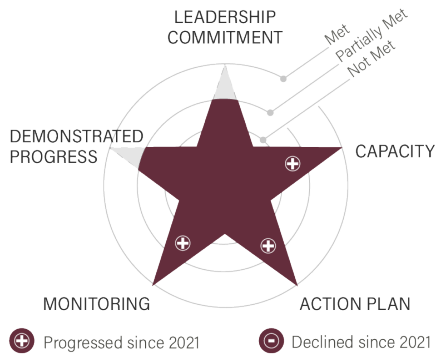 LEADERSHIP
COMMITMENT
Met
Partially Met
Not Met
DEMONSTRATED
PROGRESS
CAPACITY
MONITORING
ACTION PLAN
Progressed since 2021
Declined since 2021